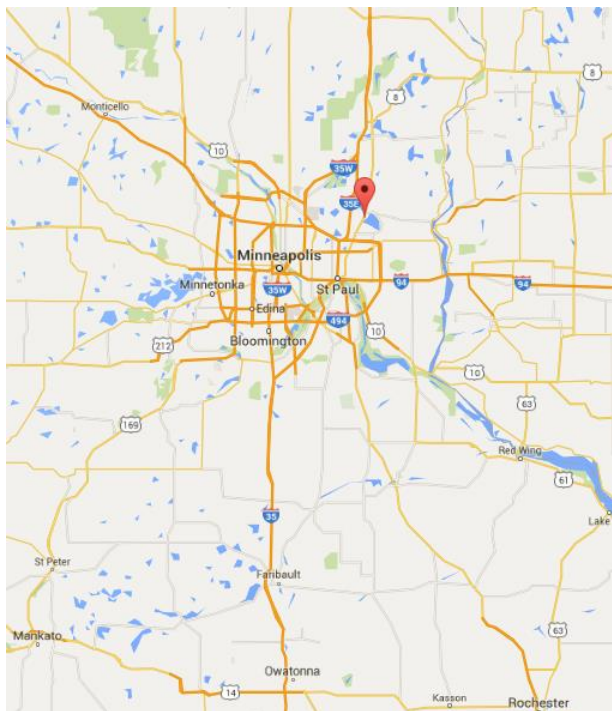 8
8
Monticello
10
35W
35E
Minneapolis
St Paul
94
94
Minnetonka
35W
Edina
494
10
Bloomington
212
10
63
169
Red Wing
61
35
Lake
St Peter
Faribault
63
Mankato
Owatonna
14
Kasson
Rochester